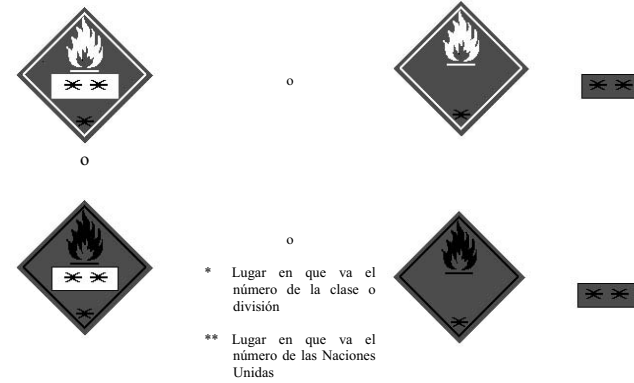 * *
*
o
*
* *
o
* *
*
o
*
* *
* Lugar en que va el
número de la clase o
división
** Lugar en que va el
número de las Naciones
Unidas